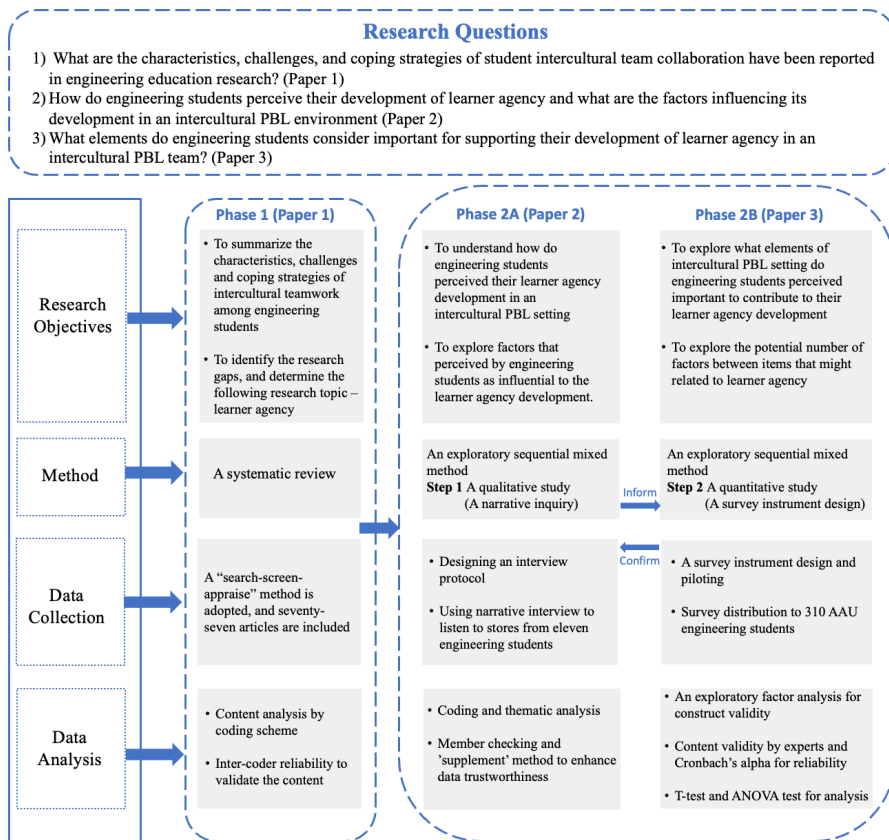 Research Questions
1) What are the characteristics, challenges, and coping strategies of student intercultural team collaboration have been reported
in engineering education research? (Paper 1)
2) How do engineering students perceive their development of learner agency and what are the factors influencing its
development in an intercultural PBL environment (Paper 2)
3) What elements do engineering students consider important for supporting their development of learner agency in an
intercultural PBL team? (Paper 3)
Phase 1 (Paper 1)
Phase 2A (Paper 2)
Phase 2B (Paper 3)
Research
Objectives
• To summarize the
characteristics, challenges
and coping strategies of
intercultural teamwork
among engineering
students
• To identify the research
gaps, and determine the
following research topic –
learner agency
• To understand how do
engineering students
perceived their learner agency
development in an
intercultural PBL setting
• To explore factors that
perceived by engineering
students as influential to the
learner agency development.
• To explore what elements of
intercultural PBL setting do
engineering students perceived
important to contribute to their
learner agency development
• To explore the potential number of
factors between items that might
related to learner agency
Method
A systematic review
An exploratory sequential mixed
method
Step 1 A qualitative study
(A narrative inquiry)
Inform
An exploratory sequential mixed
method
Step 2 A quantitative study
(A survey instrument design)
Confirm
Data
Collection
A “search-screen-
appraise” method is
adopted, and seventy-
seven articles are included
• Designing an interview
protocol
• Using narrative interview to
listen to stores from eleven
engineering students
• A survey instrument design and
piloting
• Survey distribution to 310 AAU
engineering students
Data
Analysis
• Content analysis by
coding scheme
• Inter-coder reliability to
validate the content
• Coding and thematic analysis
• Member checking and
’supplement’ method to enhance
data trustworthiness
• An exploratory factor analysis for
construct validity
• Content validity by experts and
Cronbach’s alpha for reliability
• T-test and ANOVA test for analysis